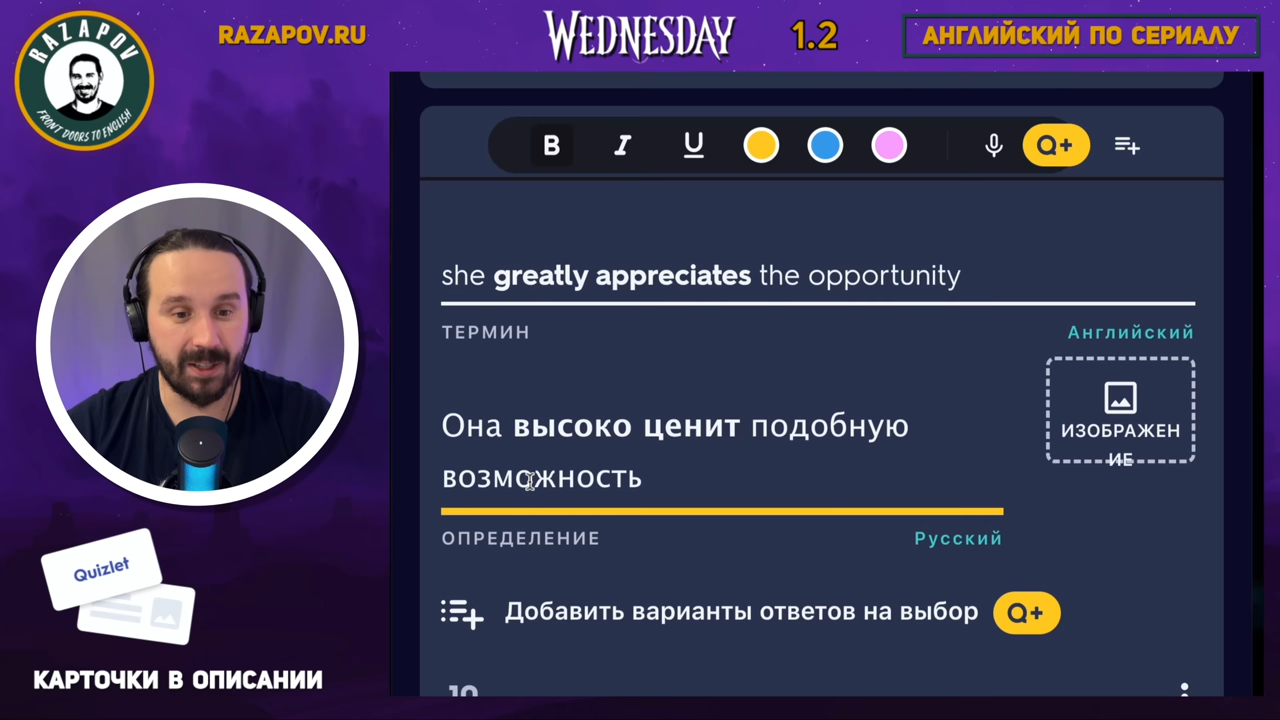 RAZAPOV
FRONT DOORS TO ENGLISH
RAZAPOV.RU
WEDNESDAY
1.2
АНГЛИЙСКИЙ ПО СЕРИАЛУ
B I U Q+
she greatly appreciates the opportunity
ТЕРМИН
Английский
Она высоко ценит подобную
возможность
ИЗОБРАЖЕН
ИЕ
ОПРЕДЕЛЕНИЕ
Русский
Добавить варианты ответов на выбор Q+
Quizlet
КАРТОЧКИ В ОПИСАНИИ